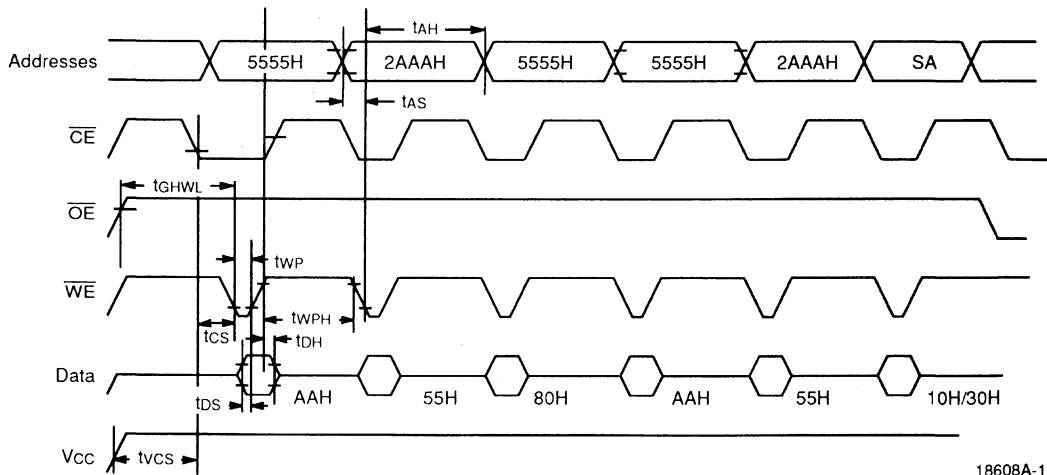 tAH
Addresses 5555H 2AAAH 5555H 5555H 2AAAH SA
tAS
CE
tGHWL
OE
tWP
WE
tCS tWPH
tDH
Data
tDS AAH 55H 80H AAH 55H 10H/30H
VCC tVCS
18608A-1